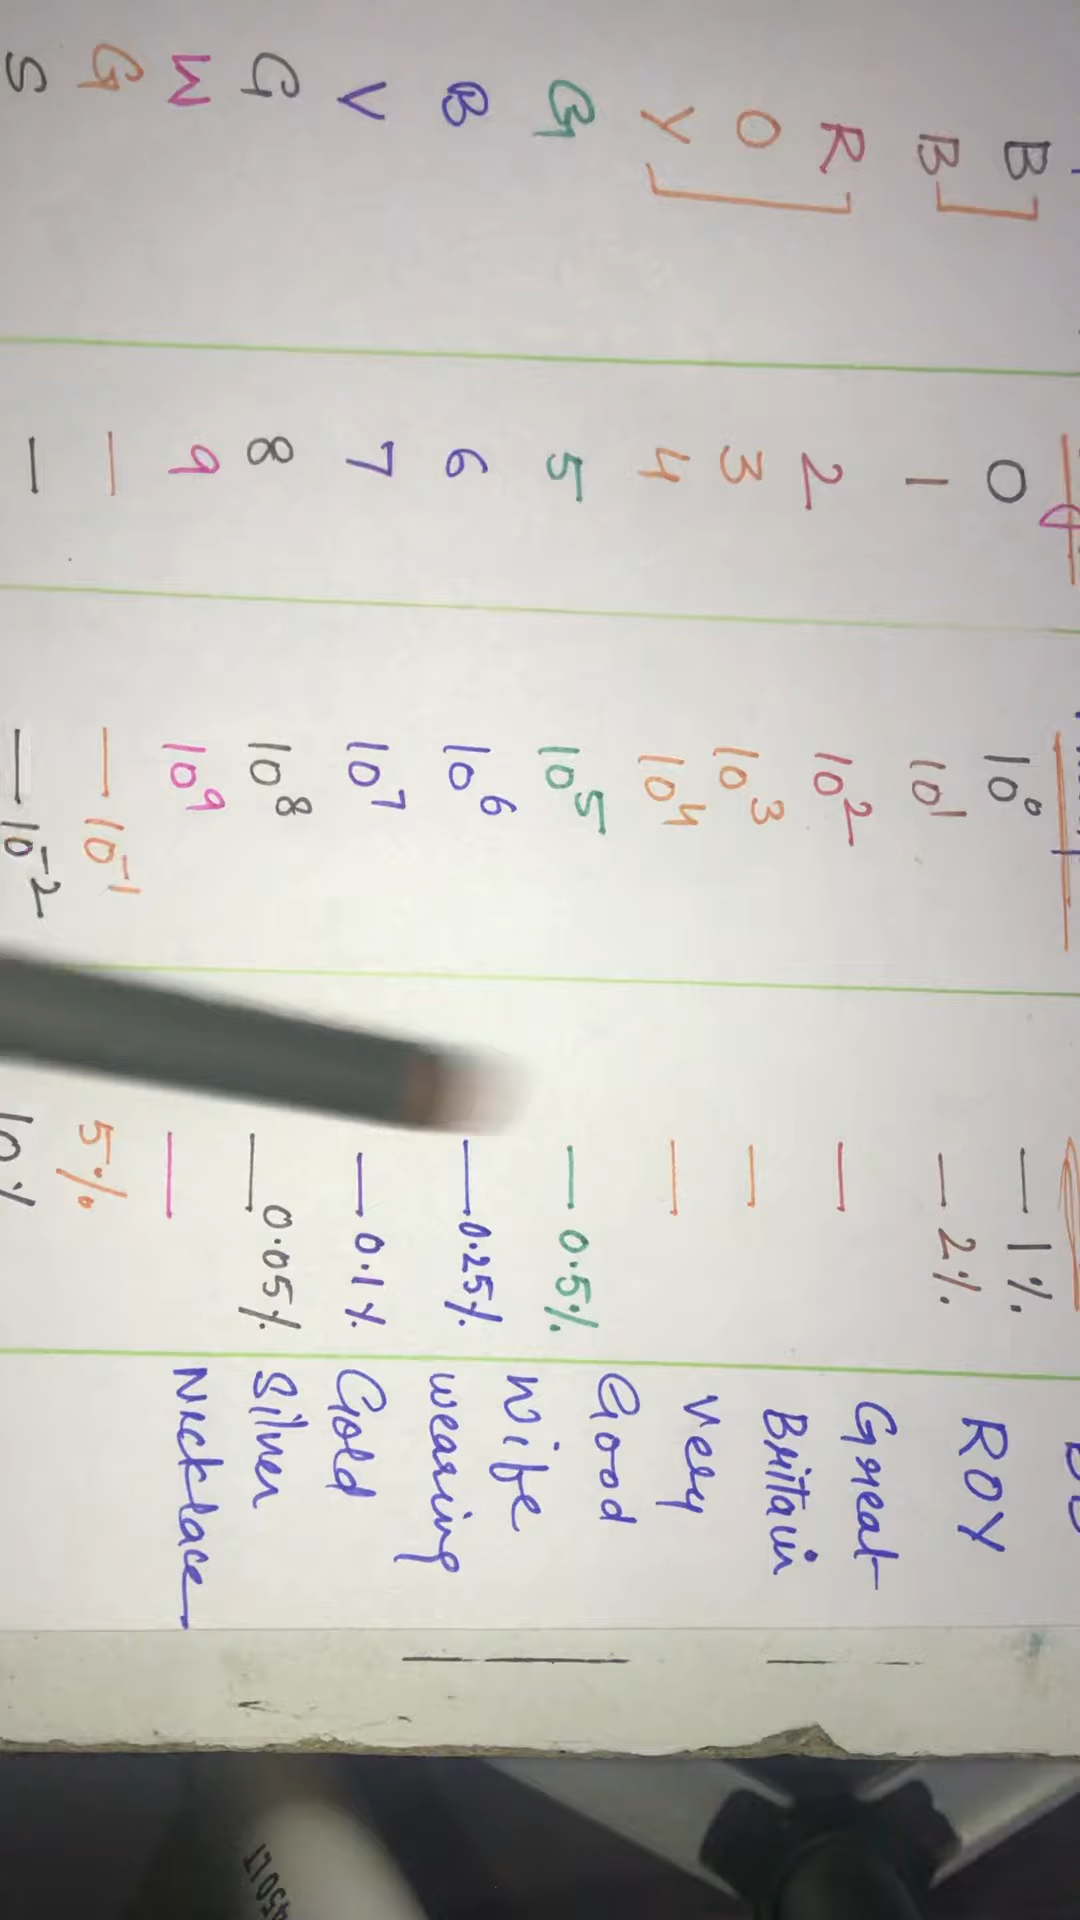 B 0 10⁰ — 1%
B 1 10¹ — 2% ROY
R 2 10² — Great
O 3 10³ — Britain
Y 4 10⁴ — Very
G 5 10⁵ — 0.5% Good
B 6 10⁶ — 0.25% Wife
V 7 10⁷ — 0.1% wearing
G 8 10⁸ — 0.05% Gold
W 9 10⁹ — Silver
G — — 10⁻¹ 5% Necklace
S — — 10⁻² 10%
450LT